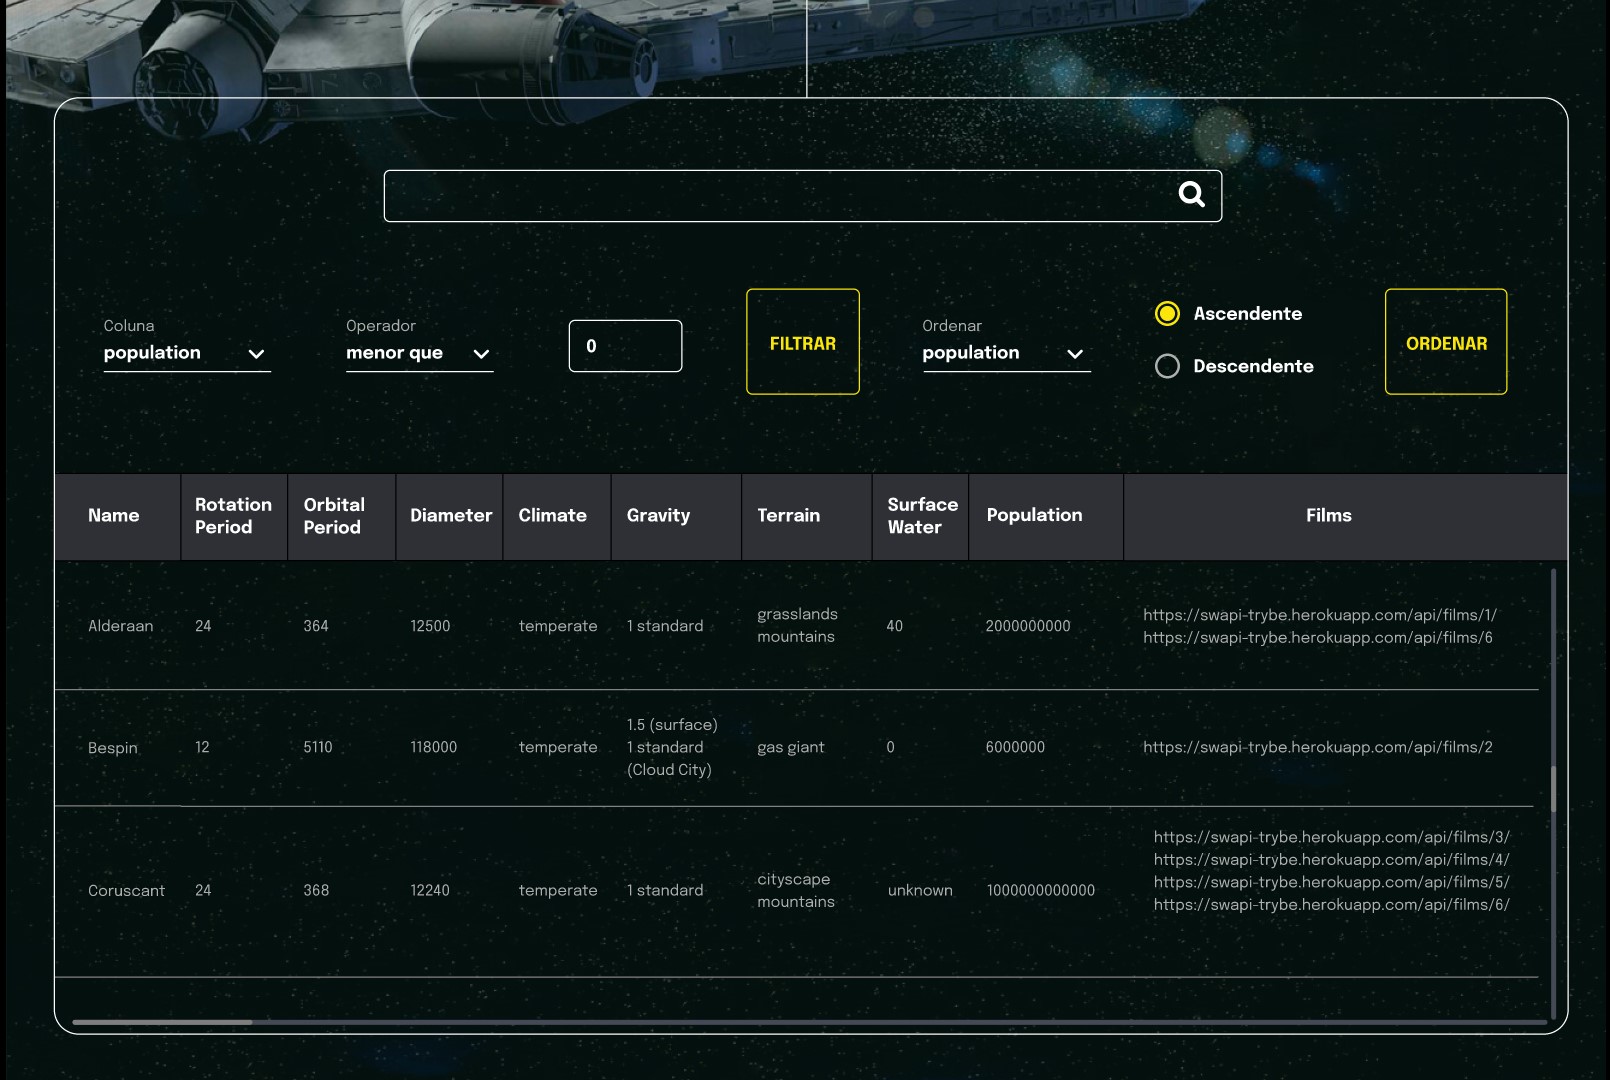 Coluna
population
Operador
menor que
0
FILTRAR
Ordenar
population
Ascendente
Descendente
ORDENAR
Name
Rotation
Period
Orbital
Period
Diameter
Climate
Gravity
Terrain
Surface
Water
Population
Films
Alderaan
24
364
12500
temperate
1 standard
grasslands
mountains
40
2000000000
https://swapi-trybe.herokuapp.com/api/films/1/
https://swapi-trybe.herokuapp.com/api/films/6
Bespin
12
5110
118000
temperate
1.5 (surface)
1 standard
(Cloud City)
gas giant
0
6000000
https://swapi-trybe.herokuapp.com/api/films/2
Coruscant
24
368
12240
temperate
1 standard
cityscape
mountains
unknown
1000000000000
https://swapi-trybe.herokuapp.com/api/films/3/
https://swapi-trybe.herokuapp.com/api/films/4/
https://swapi-trybe.herokuapp.com/api/films/5/
https://swapi-trybe.herokuapp.com/api/films/6/